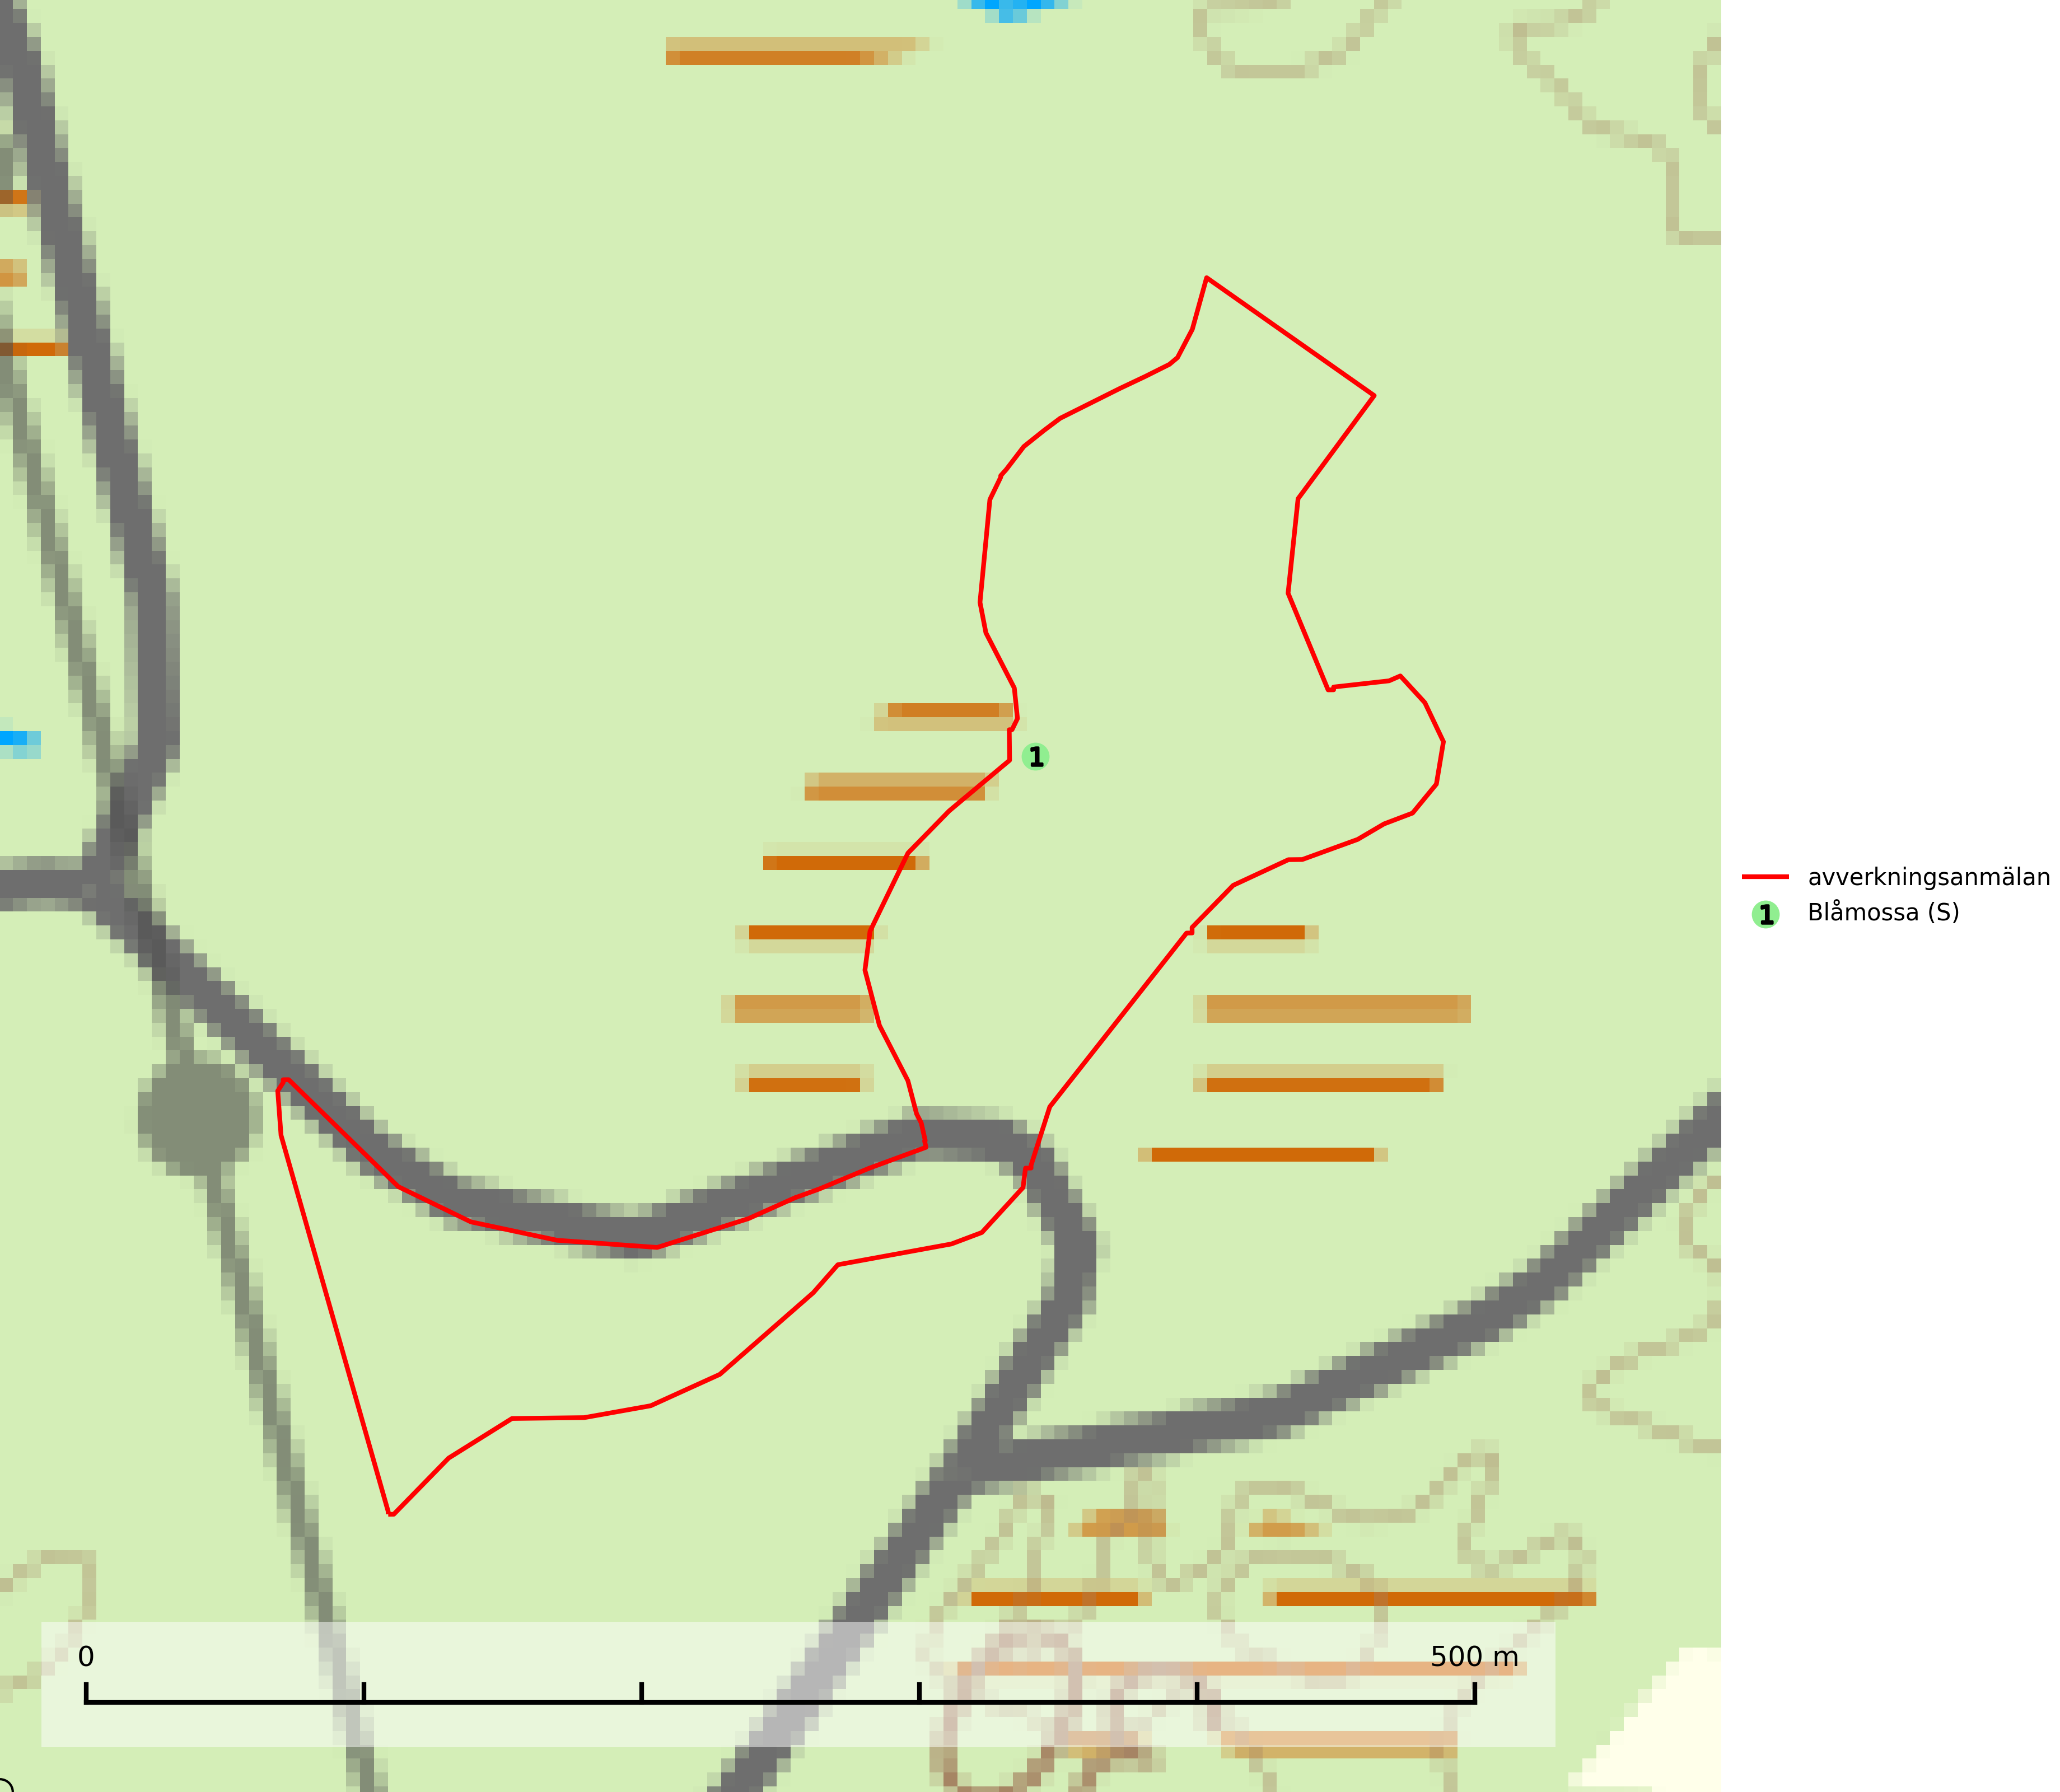 1
avverkningsanmälan
1 Blåmossa (S)
0 500 m